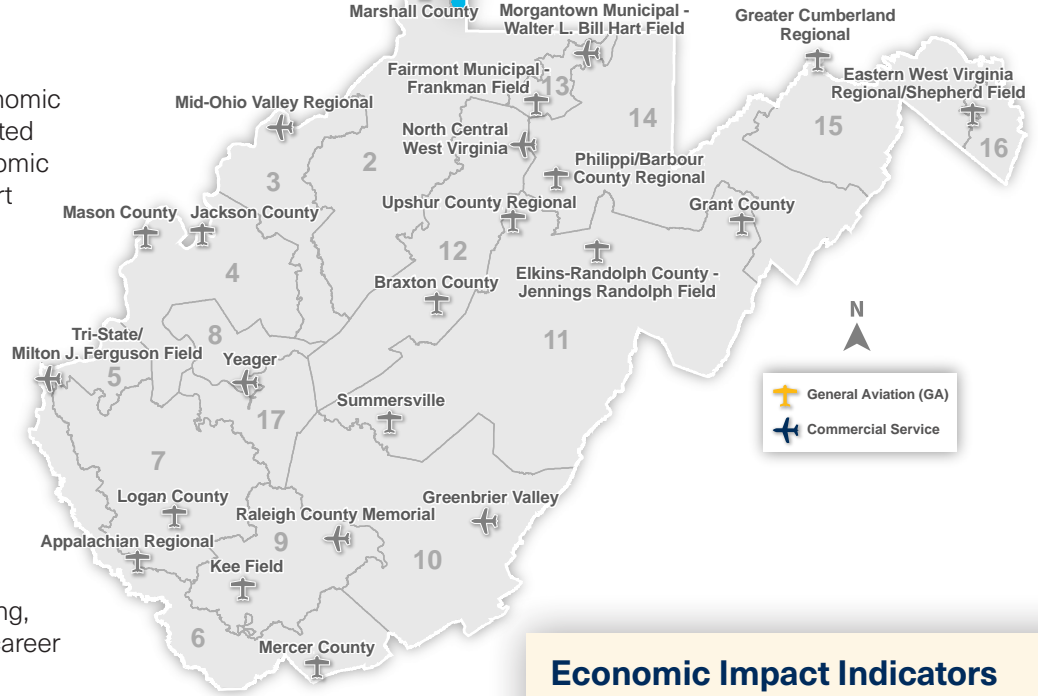 Marshall County
Morgantown Municipal -
Walter L. Bill Hart Field
Greater Cumberland
Regional
Fairmont Municipal -
Frankman Field
13
Eastern West Virginia
Regional/Shepherd Field
nomic
ted
omic
rt
Mid-Ohio Valley Regional
14
15
16
North Central
West Virginia
2
3
Philippi/Barbour
County Regional
Mason County
Jackson County
Upshur County Regional
Grant County
12
4
Braxton County
Elkins-Randolph County -
Jennings Randolph Field
11
N
8
Tri-State/
Milton J. Ferguson Field
Yeager
5
General Aviation (GA)
Commercial Service
17
Summersville
7
Logan County
Greenbrier Valley
Raleigh County Memorial
Appalachian Regional
9
10
Kee Field
ng,
career
6
Mercer County
Economic Impact Indicators